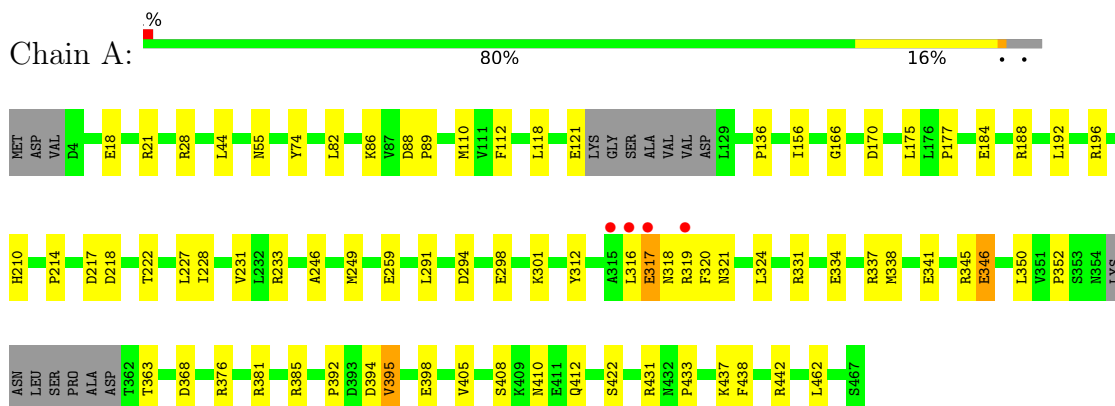 .%
Chain A:
80% 16% • •
MET ASP VAL D4 E18 R21 R28 L44 N55 Y74 L82 K86 V87 D88 P89 M110 V111 F112 L118 E121 LYS GLY SER ALA VAL VAL ASP L129 P136 I156 G166 D170 L175 L176 P177 E184 R188 L192 R196
H210 P214 D217 D218 T222 L227 I228 V231 L232 R233 A246 M249 E259 L291 D294 E298 K301 Y312 A315 L316 E317 N318 R319 F320 N321 L324 R331 E334 R337 M338 E341 R345 E346 L350 V351 P352 S353 N354 LYS
ASN LEU SER PRO ALA ASP T362 T363 D368 R376 R381 R385 P392 D393 D394 V395 E398 V405 S408 K409 N410 E411 Q412 S422 R431 N432 P433 K437 F438 R442 L462 S467